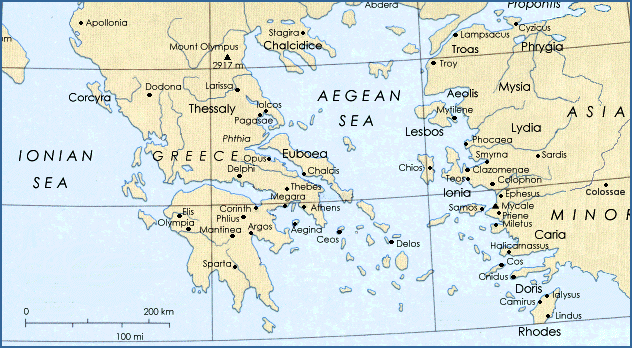 Abdera
Propontis
Apollonia
Stagira
Lampsacus
Cyzicus
Mount Olympus
Chalcidice
Troas
Phrygia
2917 m
Troy
Dodona
Larissa
Aeolis
Mysia
Corcyra
AEGEAN
SEA
Thessaly
Iolcos
Mytilene
ASIA
Pagasae
Lesbos
Lydia
Phthia
Phocaea
IONIAN
SEA
GREECE
Opus
Euboea
Smyrna
Sardis
Delphi
Chalcis
Chios
Clazomenae
Teos
Colophon
Thebes
Ionia
Colossae
Megara
Ephesus
Elis
Corinth
Athens
Samos
Mycale
MINOR
Olympia
Phlius
Priene
Mantinea
Argos
Aegina
Miletus
Ceos
Delos
Caria
Halicarnassus
Sparta
Cos
Cnidus
Doris
Ialysus
Camirus
0
200 km
Lindus
100 mi
Rhodes